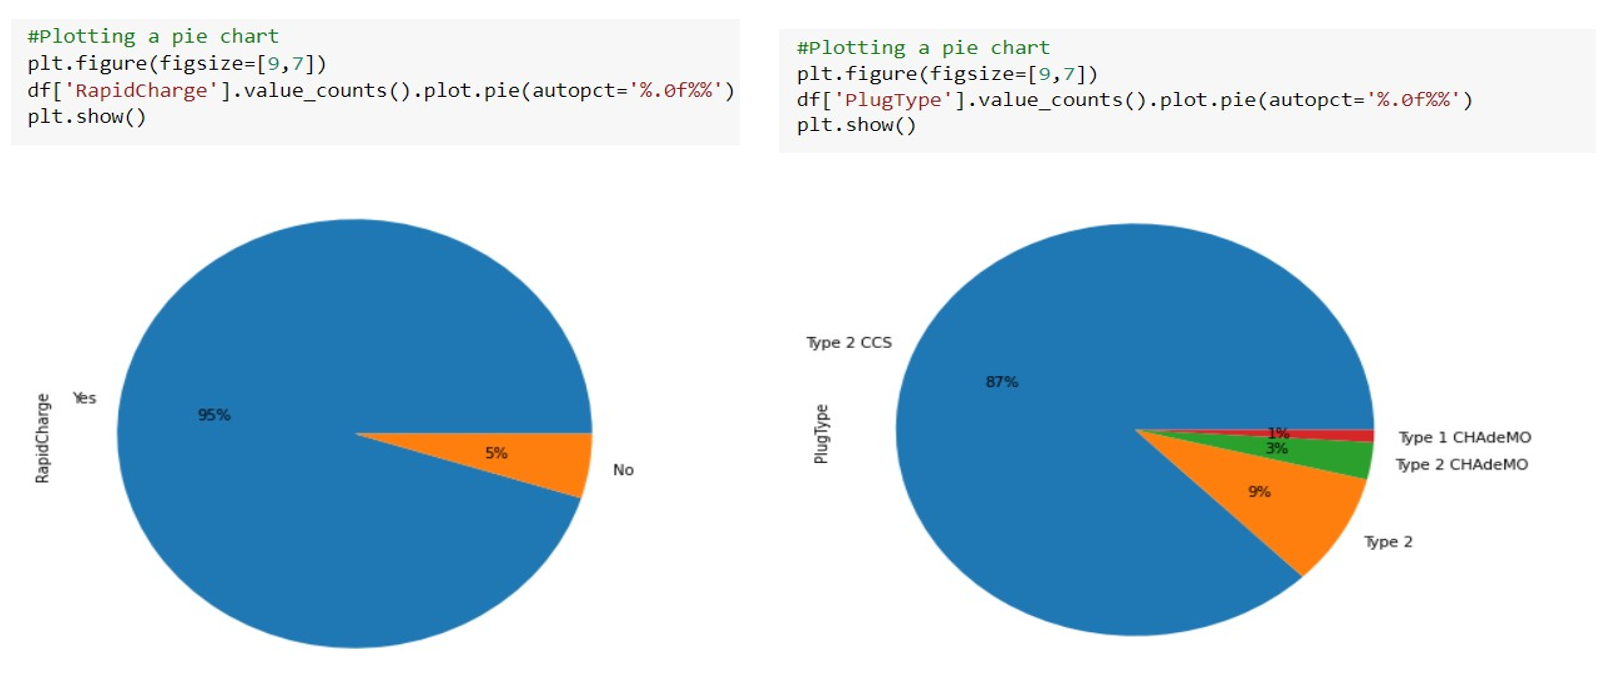 #Plotting a pie chart
plt.figure(figsize=[9,7])
df['RapidCharge'].value_counts().plot.pie(autopct='%.0f%%')
plt.show()
RapidCharge
Yes
95%
5%
No
#Plotting a pie chart
plt.figure(figsize=[9,7])
df['PlugType'].value_counts().plot.pie(autopct='%.0f%%')
plt.show()
PlugType
Type 2 CCS
87%
1%
Type 1 CHAdeMO
3%
Type 2 CHAdeMO
9%
Type 2